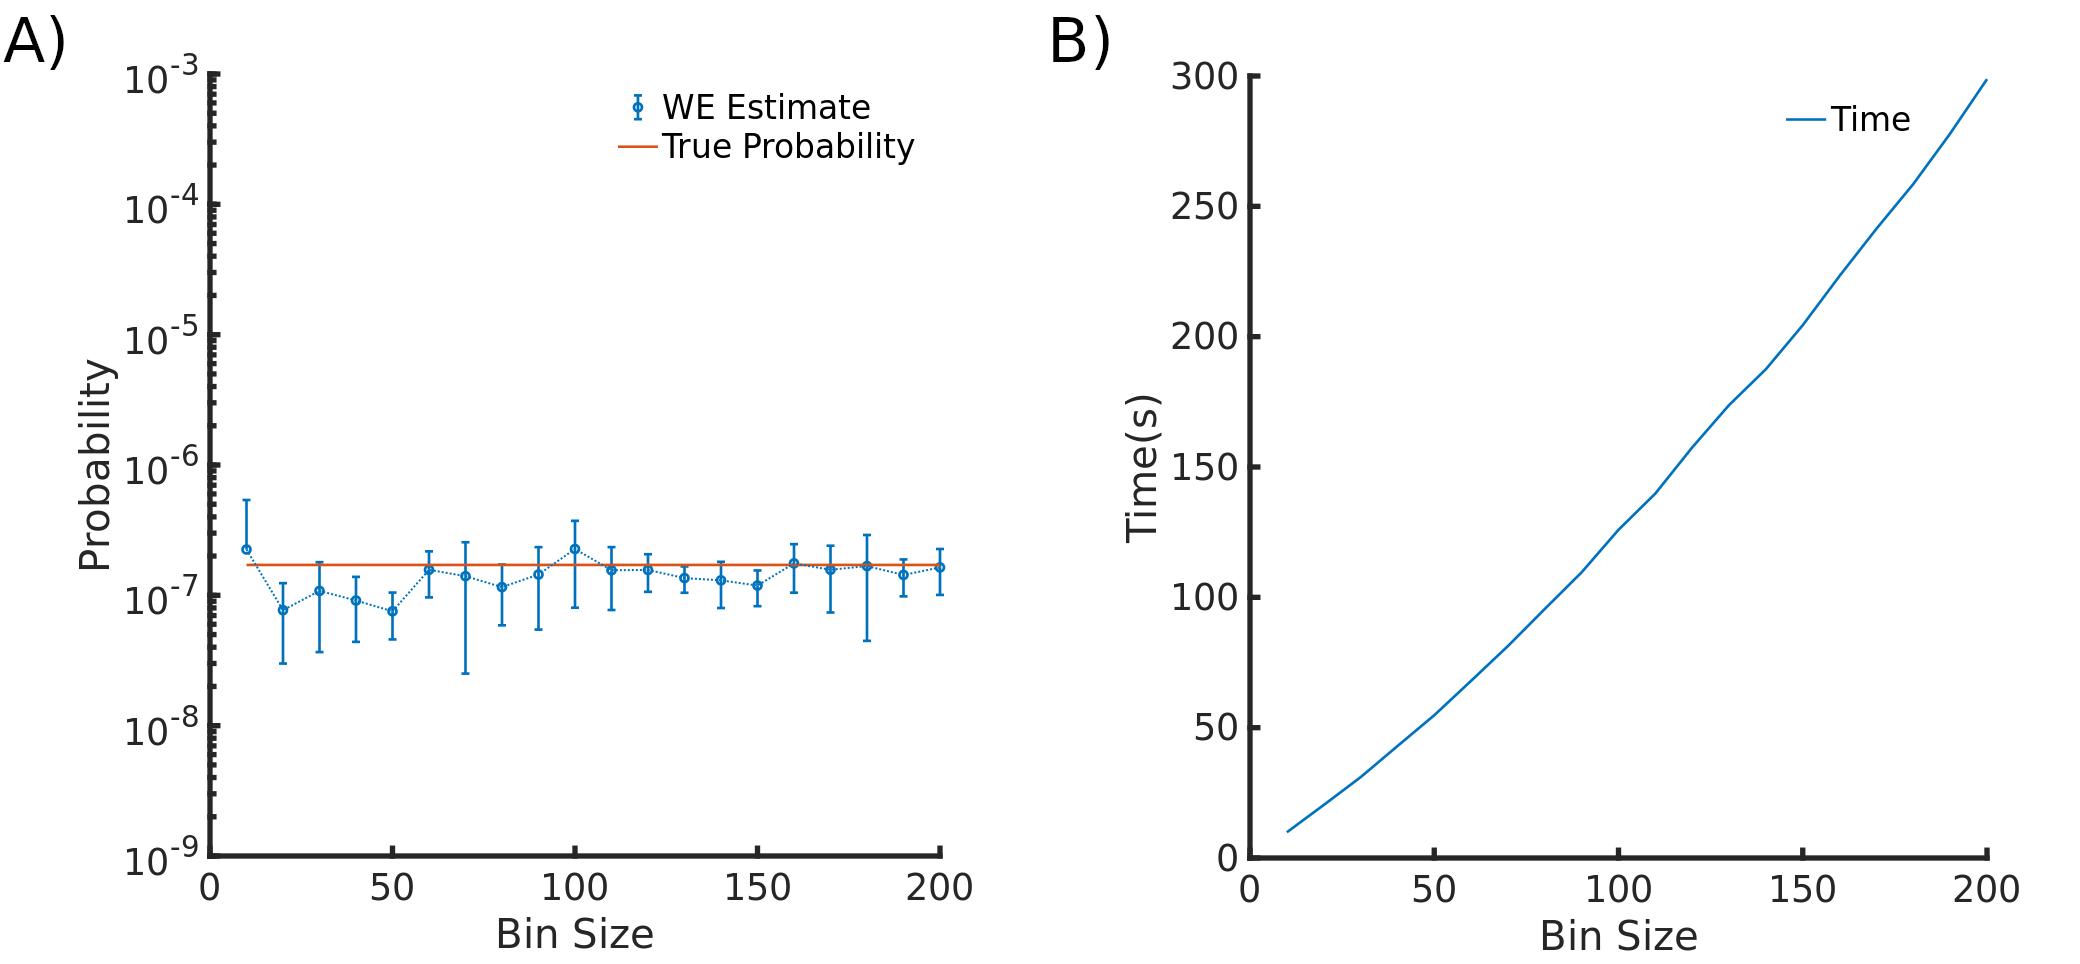 A)
10-3
10-4
10-5
10-6
10-7
10-8
10-9
Probability
WE Estimate
True Probability
0 50 100 150 200
Bin Size
B)
300
250
200
150
100
50
0
Time(s)
Time
0 50 100 150 200
Bin Size